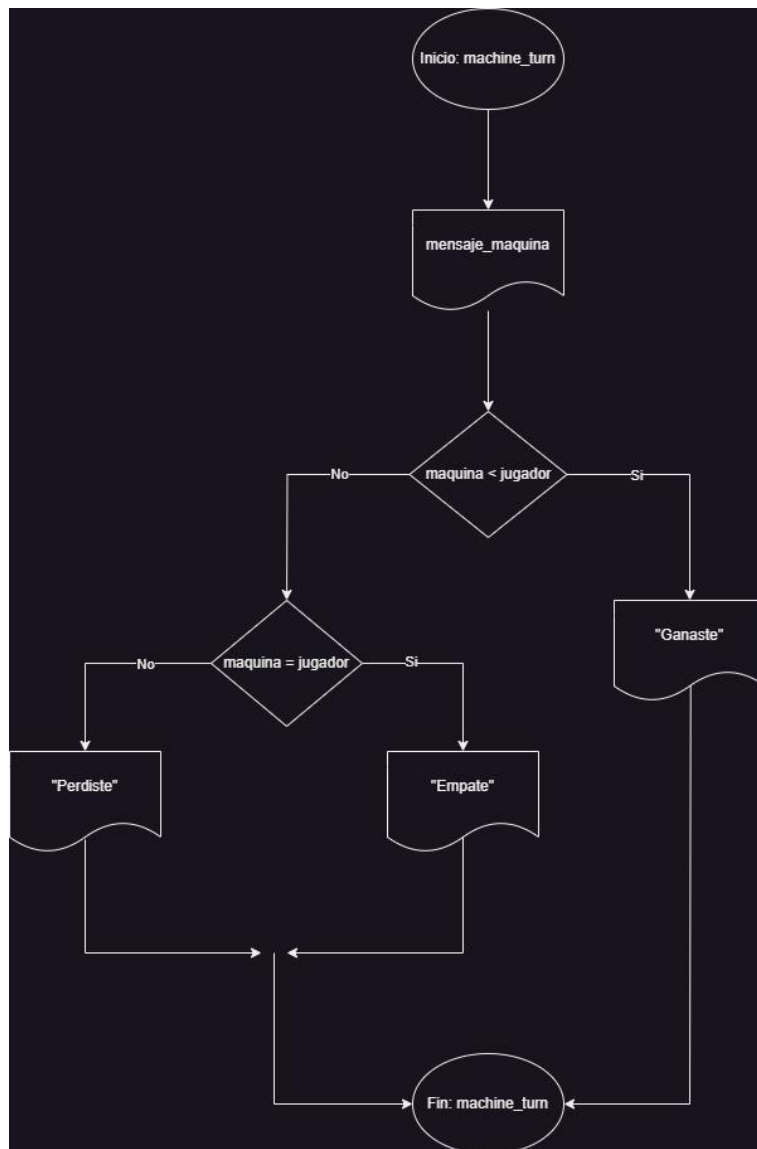 Inicio: machine_turn
mensaje_maquina
maquina < jugador
No
Si
maquina = jugador
"Ganaste"
No
Si
"Perdiste"
"Empate"
Fin: machine_turn